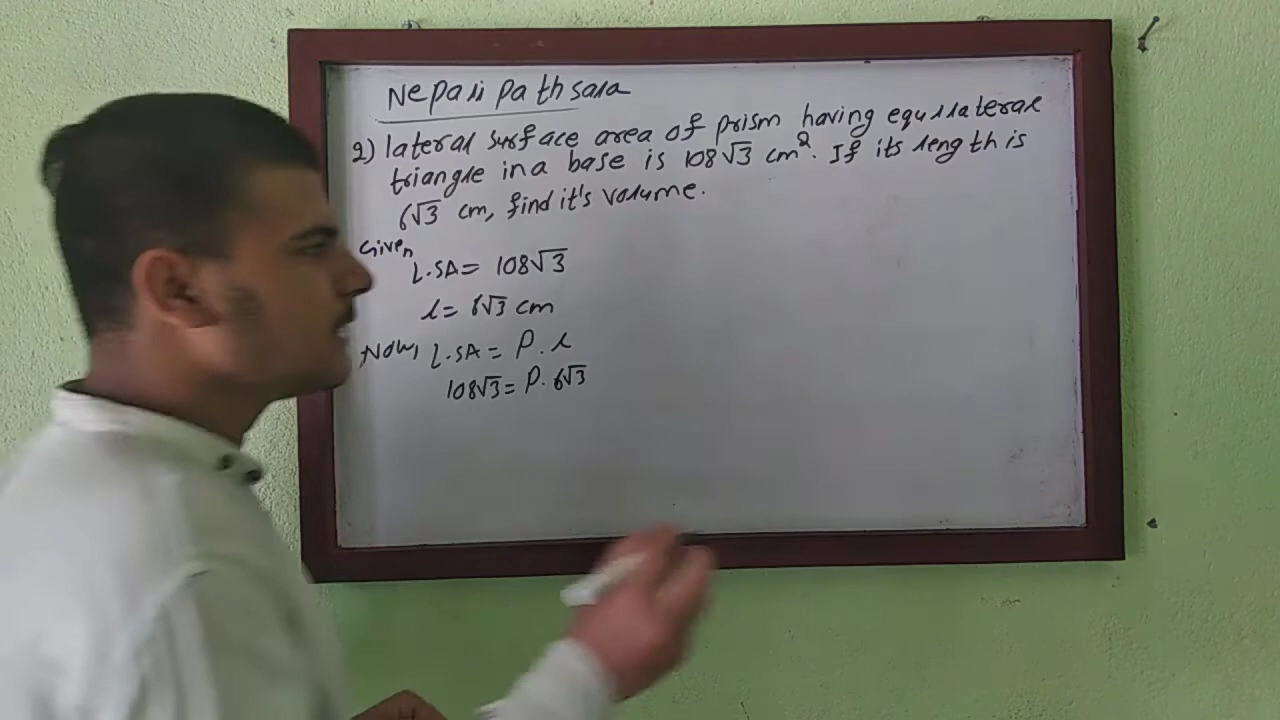 Nepali pathsala
2) lateral surface area of prism having equilateral
triangle in a base is 108√3 cm². If its length is
6√3 cm, find it's volume.
Given
L.SA = 108√3
l = 6√3 cm
Now, L.SA = P. l
108√3 = P. 6√3